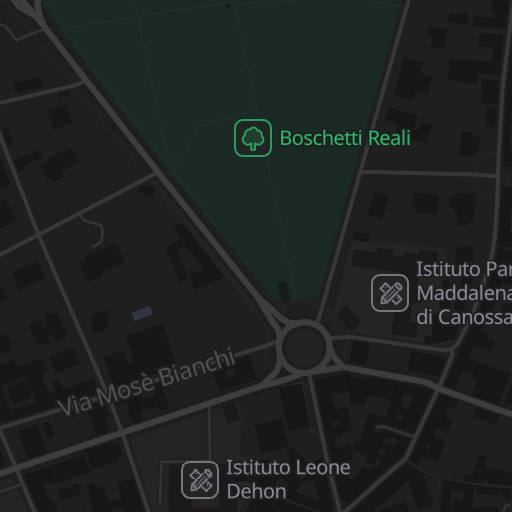 Boschetti Reali
Istituto Par
Maddalena
di Canossa
Via Mosè Bianchi
Istituto Leone
Dehon